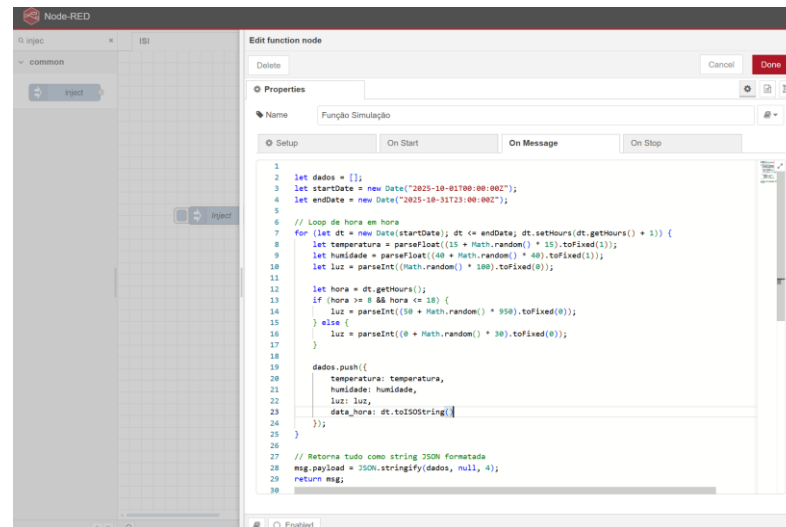 Node-RED
injec
ISI
Edit function node
common
Delete
Cancel
Done
inject
Properties
Name
Função Simulação
Setup
On Start
On Message
On Stop
1
2 let dados = [];
3 let startDate = new Date("2025-10-01T00:00:00Z");
4 let endDate = new Date("2025-10-31T23:00:00Z");
5
6 // Loop de hora em hora
7 for (let dt = new Date(startDate); dt <= endDate; dt.setHours(dt.getHours() + 1)) {
8 let temperatura = parseFloat((15 + Math.random() * 15).toFixed(1));
9 let humidade = parseFloat((40 + Math.random() * 40).toFixed(1));
10 let luz = parseInt((Math.random() * 100).toFixed(0));
11
12 let hora = dt.getHours();
13 if (hora >= 8 && hora <= 18) {
14 luz = parseInt((50 + Math.random() * 950).toFixed(0));
15 } else {
16 luz = parseInt((0 + Math.random() * 30).toFixed(0));
17 }
18
19 dados.push({
20 temperatura: temperatura,
21 humidade: humidade,
22 luz: luz,
23 data_hora: dt.toISOString()
24 });
25 }
26
27 // Retorna tudo como string JSON formatada
28 msg.payload = JSON.stringify(dados, null, 4);
29 return msg;
30
Inject
Enabled